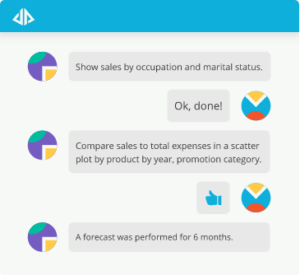 Show sales by occupation and marital status.
Ok, done!
Compare sales to total expenses in a scatter
plot by product by year, promotion category.
A forecast was performed for 6 months.